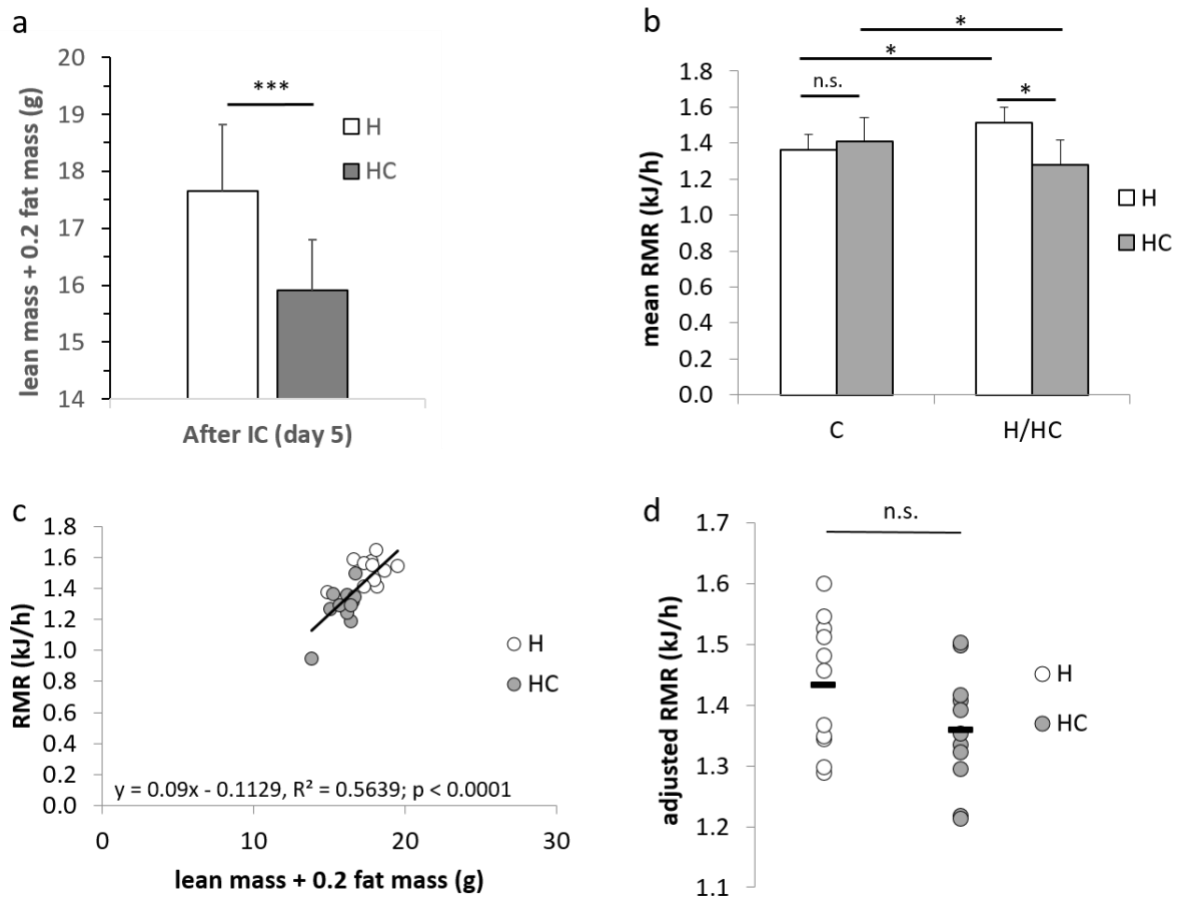 a
lean mass + 0.2 fat mass (g)
20
19
18
17
16
15
14
***
H
HC
After IC (day 5)
b
mean RMR (kJ/h)
1.8
1.6
1.4
1.2
1.0
0.8
0.6
0.4
0.2
0.0
*
*
n.s.
*
H
HC
C
H/HC
c
RMR (kJ/h)
1.8
1.6
1.4
1.2
1.0
0.8
0.6
0.4
0.2
0.0
H
HC
y = 0.09x - 0.1129, R² = 0.5639; p < 0.0001
0
10
20
30
lean mass + 0.2 fat mass (g)
d
adjusted RMR (kJ/h)
1.7
1.6
1.5
1.4
1.3
1.2
1.1
n.s.
H
HC